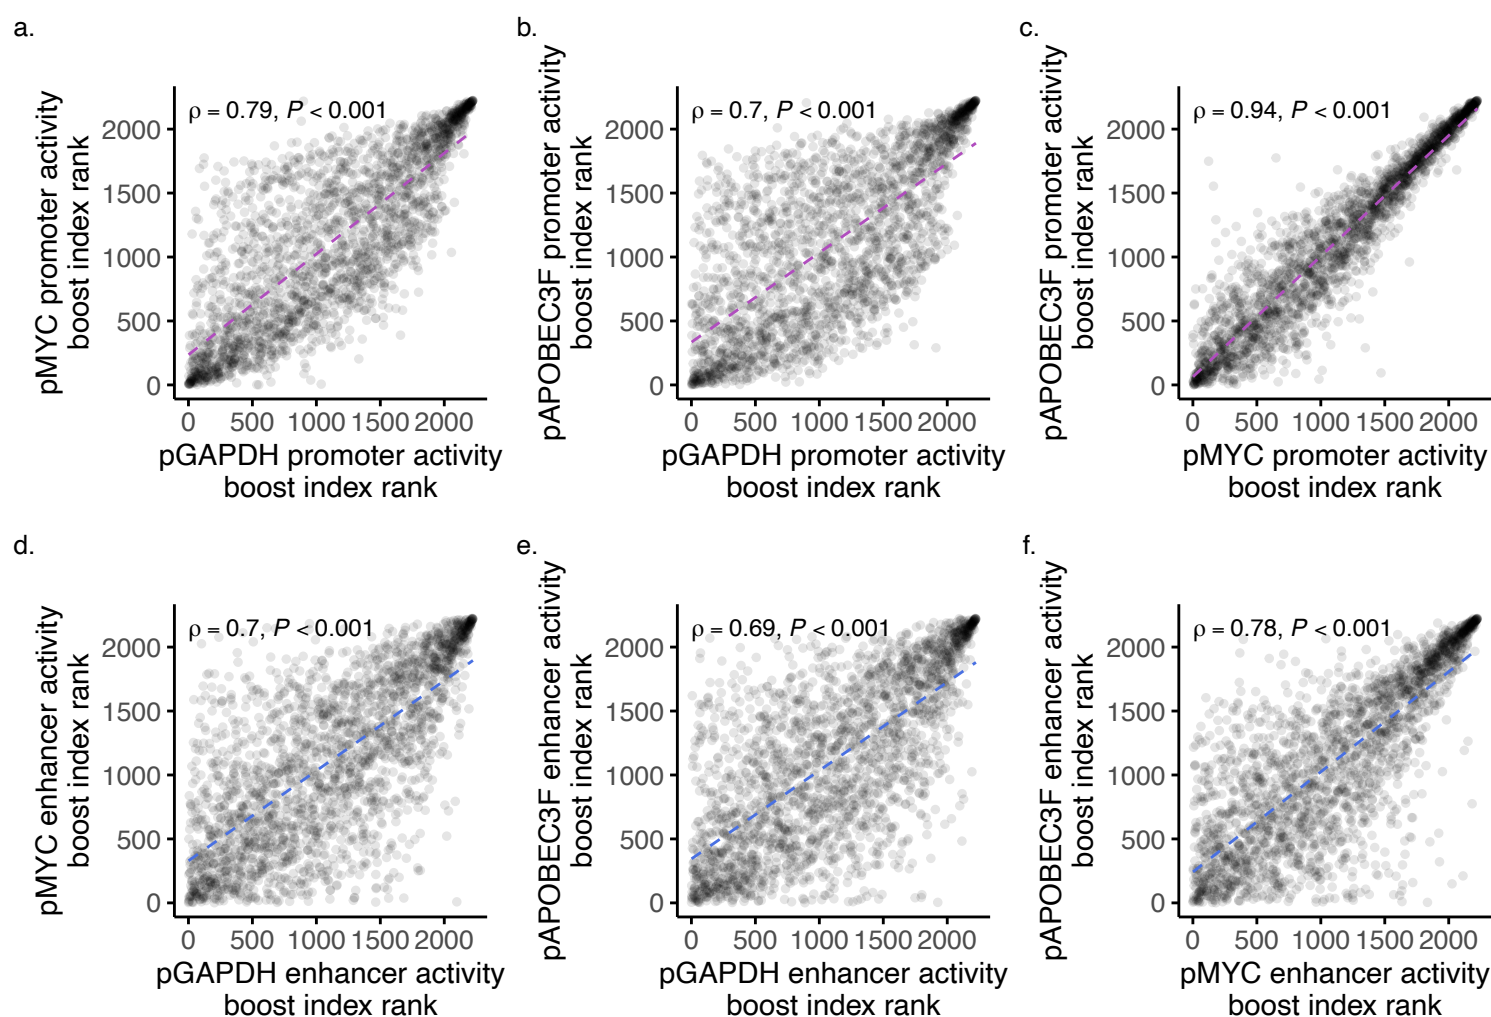 a.
ρ = 0.79, P < 0.001
pMYC promoter activity
boost index rank
2000
1500
1000
500
0
0 500 1000 1500 2000
pGAPDH promoter activity
boost index rank
b.
ρ = 0.7, P < 0.001
pAPOBEC3F promoter activity
boost index rank
2000
1500
1000
500
0
0 500 1000 1500 2000
pGAPDH promoter activity
boost index rank
c.
ρ = 0.94, P < 0.001
pAPOBEC3F promoter activity
boost index rank
2000
1500
1000
500
0
0 500 1000 1500 2000
pMYC promoter activity
boost index rank
d.
ρ = 0.7, P < 0.001
pMYC enhancer activity
boost index rank
2000
1500
1000
500
0
0 500 1000 1500 2000
pGAPDH enhancer activity
boost index rank
e.
ρ = 0.69, P < 0.001
pAPOBEC3F enhancer activity
boost index rank
2000
1500
1000
500
0
0 500 1000 1500 2000
pGAPDH enhancer activity
boost index rank
f.
ρ = 0.78, P < 0.001
pAPOBEC3F enhancer activity
boost index rank
2000
1500
1000
500
0
0 500 1000 1500 2000
pMYC enhancer activity
boost index rank